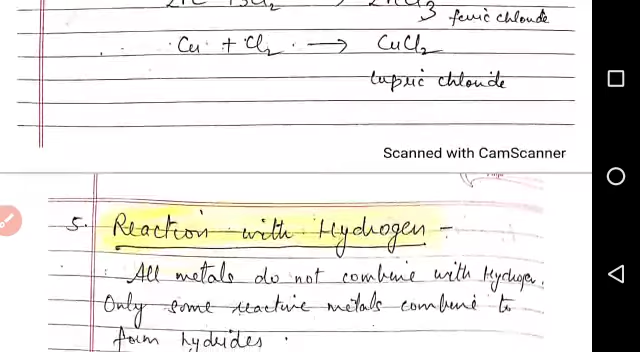 3 ferric chloride
Cu + Cl₂ ⟶ CuCl₂
cupric chloride
Scanned with CamScanner
5. Reaction with Hydrogen -
All metals do not combine with Hydrogen.
Only some reactive metals combine to
form hydrides.